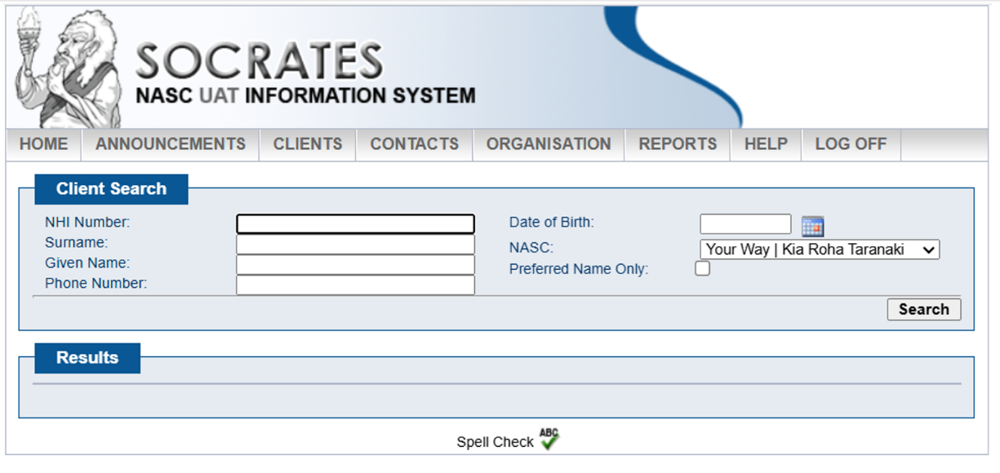 SOCRATES
NASC UAT INFORMATION SYSTEM
HOME ANNOUNCEMENTS CLIENTS CONTACTS ORGANISATION REPORTS HELP LOG OFF
Client Search
NHI Number: Date of Birth:
Surname: NASC: Your Way | Kia Roha Taranaki
Given Name: Preferred Name Only:
Phone Number:
Search
Results
Spell Check ABC